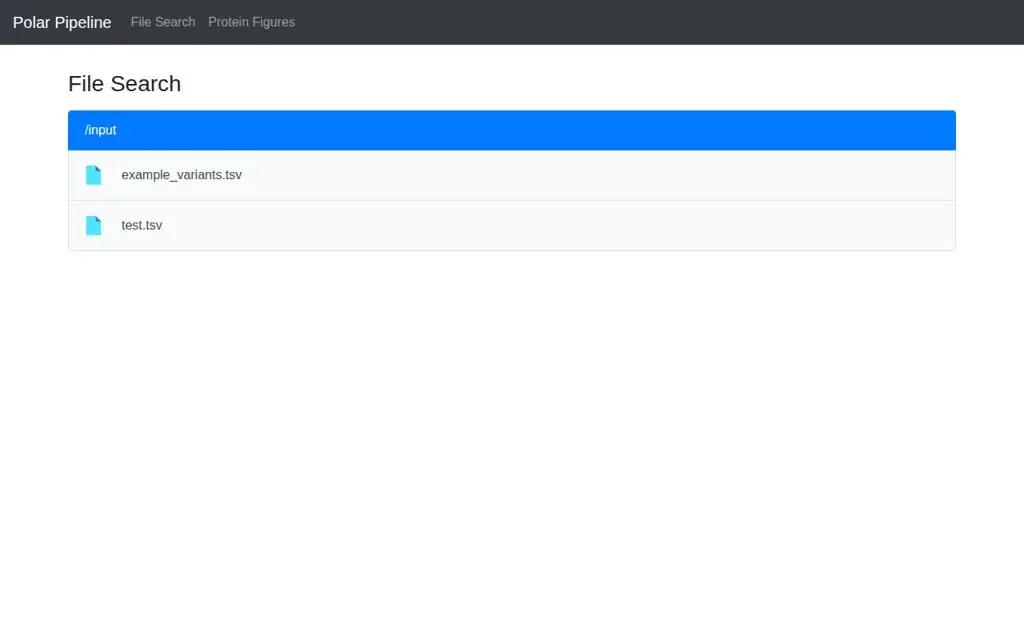 Polar Pipeline File Search Protein Figures
File Search
/input
example_variants.tsv
test.tsv